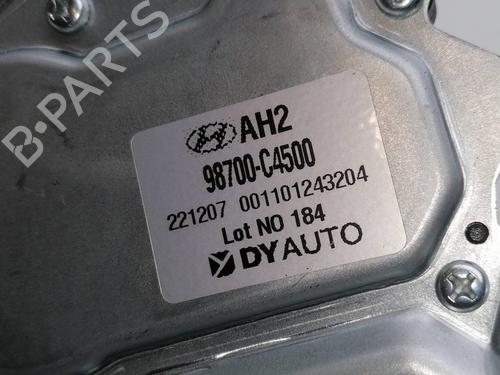 B-PARTS
AH2
98700-C4500
221207 001101243204
Lot NO 184
DYAUTO